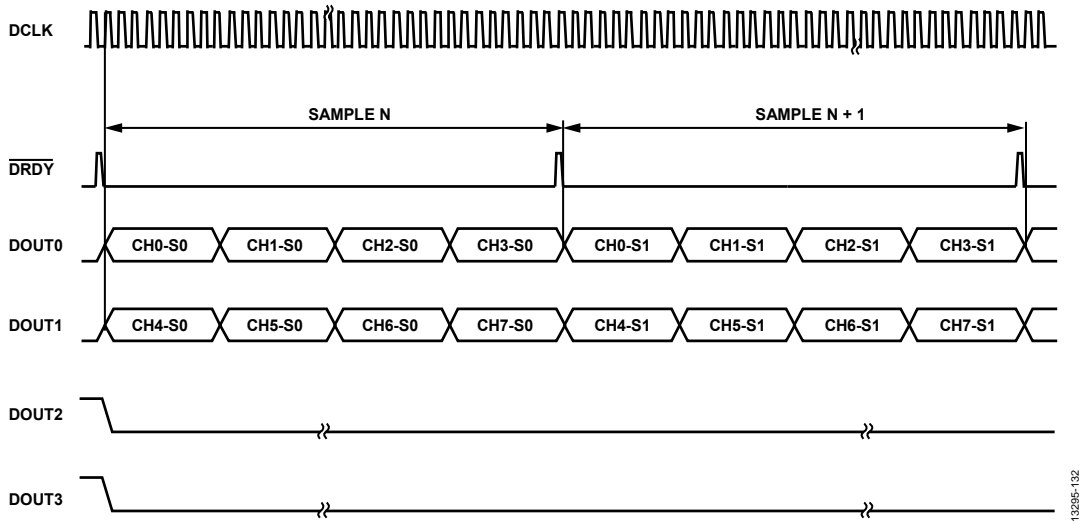 DCLK
SAMPLE N SAMPLE N + 1
DRDY
DOUT0 CH0-S0 CH1-S0 CH2-S0 CH3-S0 CH0-S1 CH1-S1 CH2-S1 CH3-S1
DOUT1 CH4-S0 CH5-S0 CH6-S0 CH7-S0 CH4-S1 CH5-S1 CH6-S1 CH7-S1
DOUT2
DOUT3
13295-132